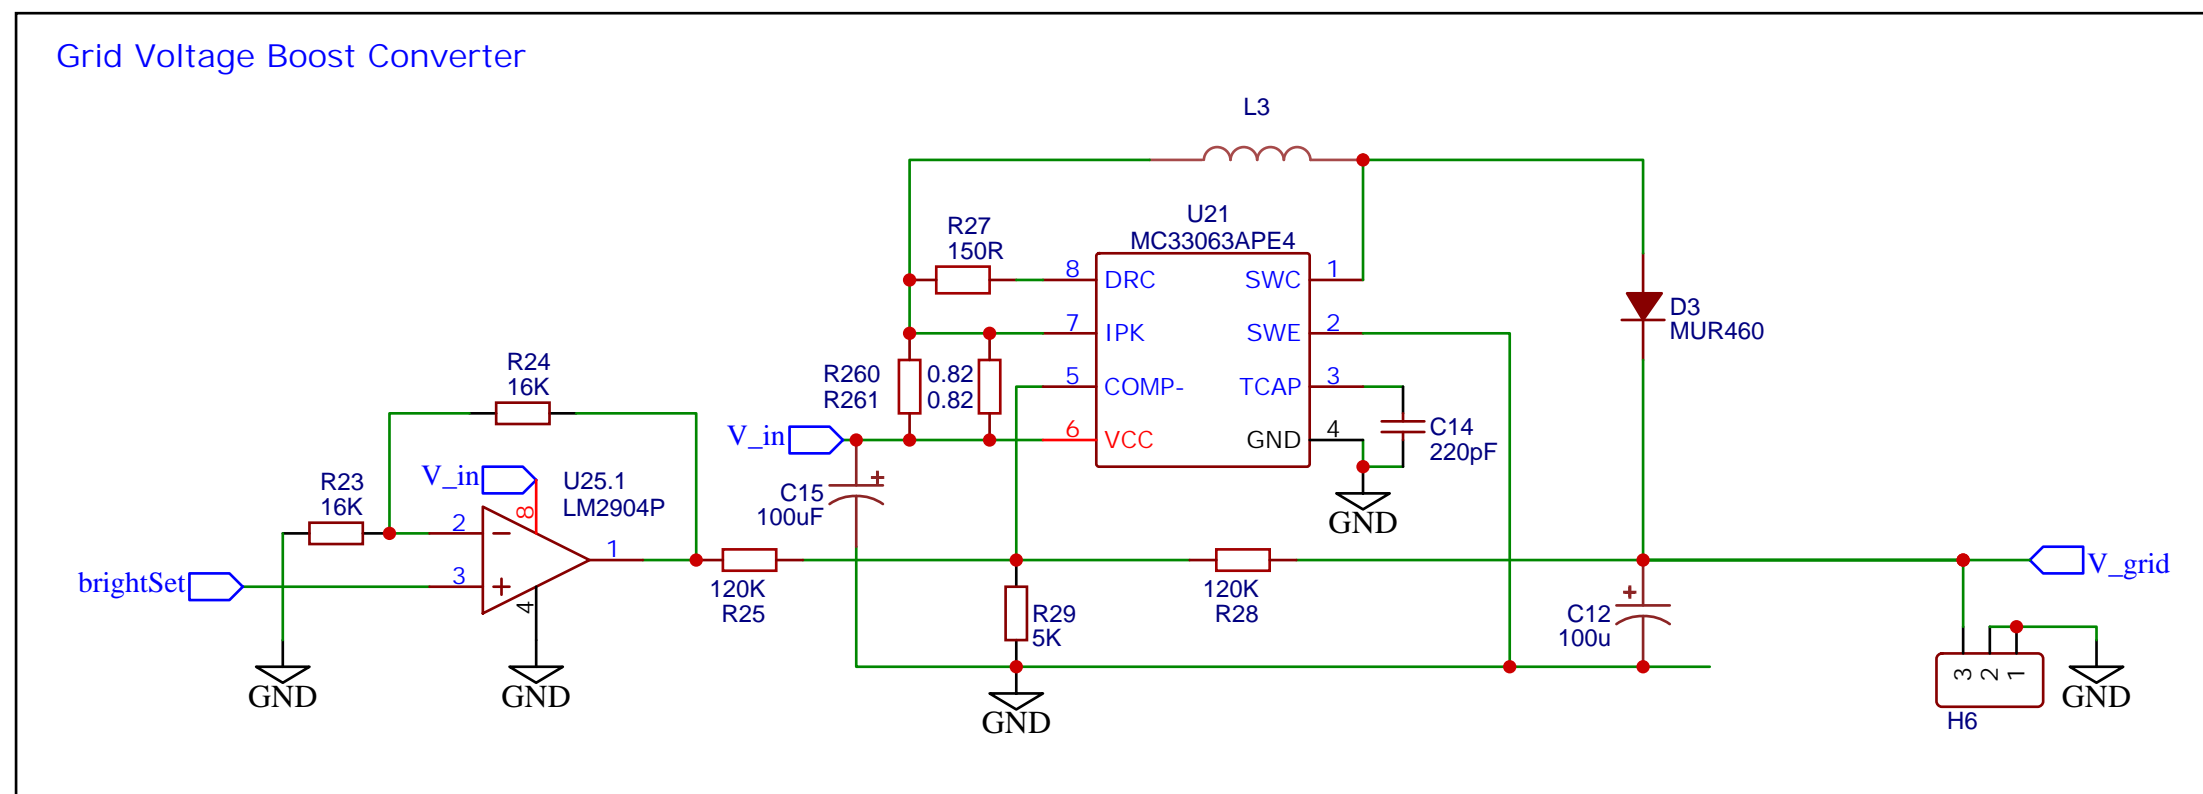 Grid Voltage Boost Converter
L3
U21
MC33063APE4
R27
150R
8
DRC
SWC
1
7
IPK
SWE
2
5
COMP-
TCAP
3
6
VCC
GND
4
D3
MUR460
R24
16K
R260
0.82
R261
0.82
V_in
C14
220pF
GND
C15
100uF
R23
16K
V_in
U25.1
LM2904P
8
2
3
1
4
brightSet
GND
GND
120K
R25
R29
5K
GND
120K
R28
C12
100u
V_grid
3
2
1
H6
GND